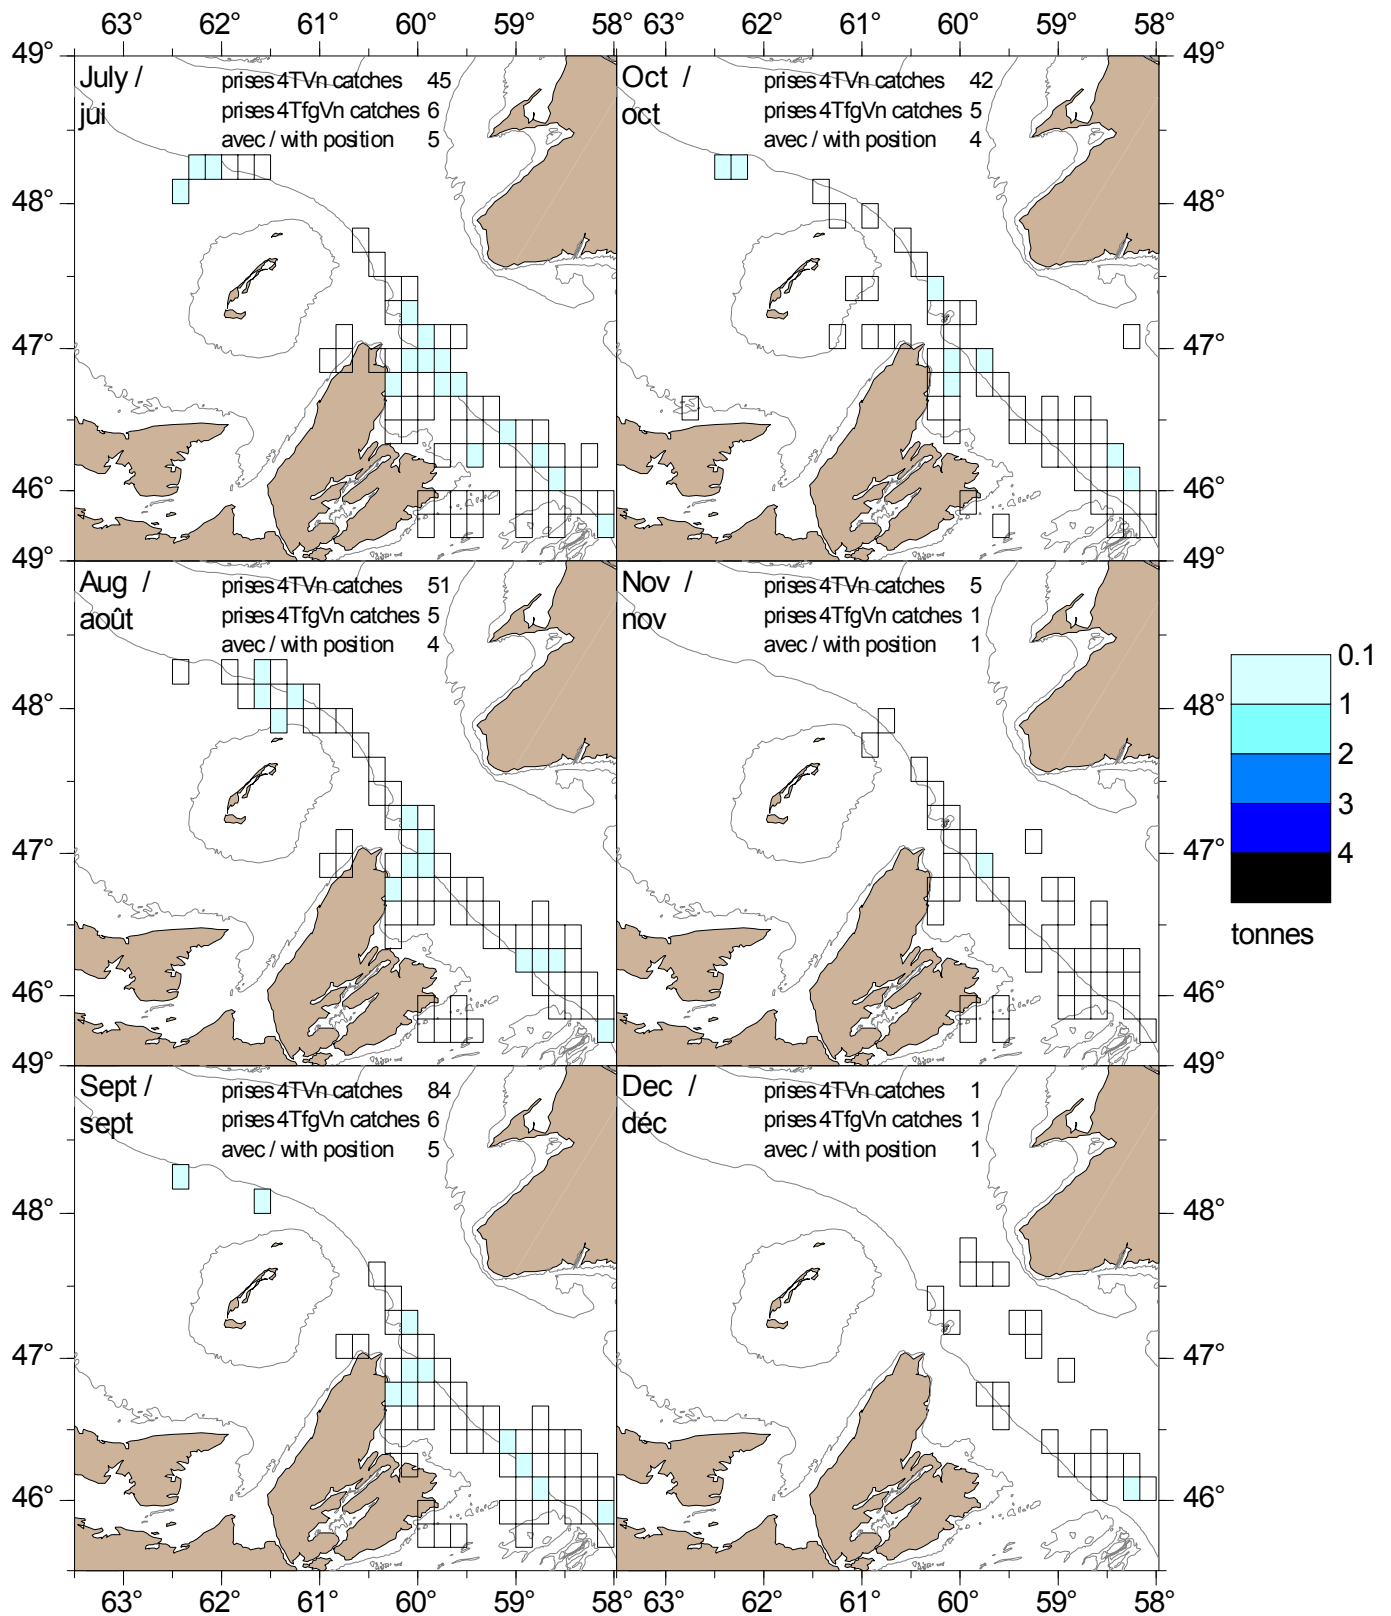 63° 62° 61° 60° 59° 58° 63° 62° 61° 60° 59° 58°
49° 49°
July / jui
prises 4TVn catches 45
prises 4TfgVn catches 6
avec / with position 5
Oct / oct
prises 4TVn catches 42
prises 4TfgVn catches 5
avec / with position 4
48° 48°
47° 47°
46° 46°
49° 49°
Aug / août
prises 4TVn catches 51
prises 4TfgVn catches 5
avec / with position 4
Nov / nov
prises 4TVn catches 5
prises 4TfgVn catches 1
avec / with position 1
48° 48°
47° 47°
46° 46°
49° 49°
0.1
1
2
3
4
tonnes
Sept / sept
prises 4TVn catches 84
prises 4TfgVn catches 6
avec / with position 5
Dec / déc
prises 4TVn catches 1
prises 4TfgVn catches 1
avec / with position 1
48° 48°
47° 47°
46° 46°
63° 62° 61° 60° 59° 58° 63° 62° 61° 60° 59° 58°